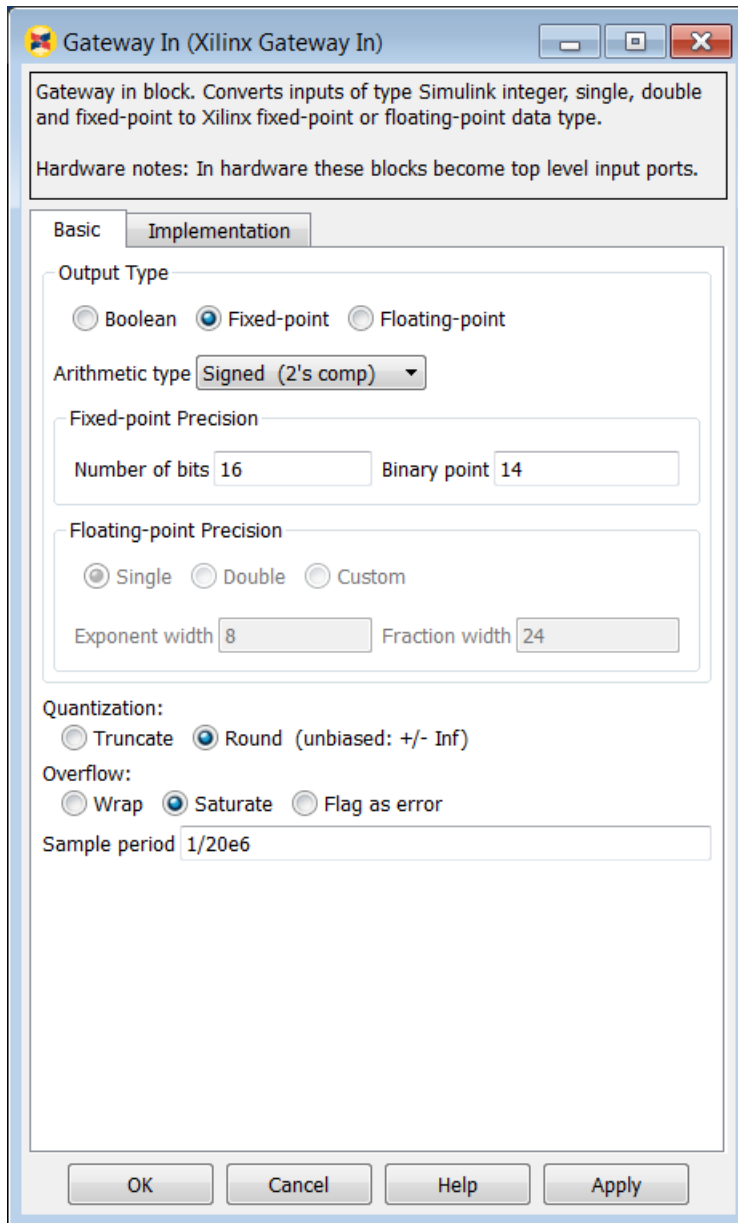 Gateway In (Xilinx Gateway In)
Gateway in block. Converts inputs of type Simulink integer, single, double
and fixed-point to Xilinx fixed-point or floating-point data type.
Hardware notes: In hardware these blocks become top level input ports.
Basic Implementation
Output Type
Boolean Fixed-point Floating-point
Arithmetic type Signed (2's comp)
Fixed-point Precision
Number of bits 16 Binary point 14
Floating-point Precision
Single Double Custom
Exponent width 8 Fraction width 24
Quantization:
Truncate Round (unbiased: +/- Inf)
Overflow:
Wrap Saturate Flag as error
Sample period 1/20e6
OK Cancel Help Apply